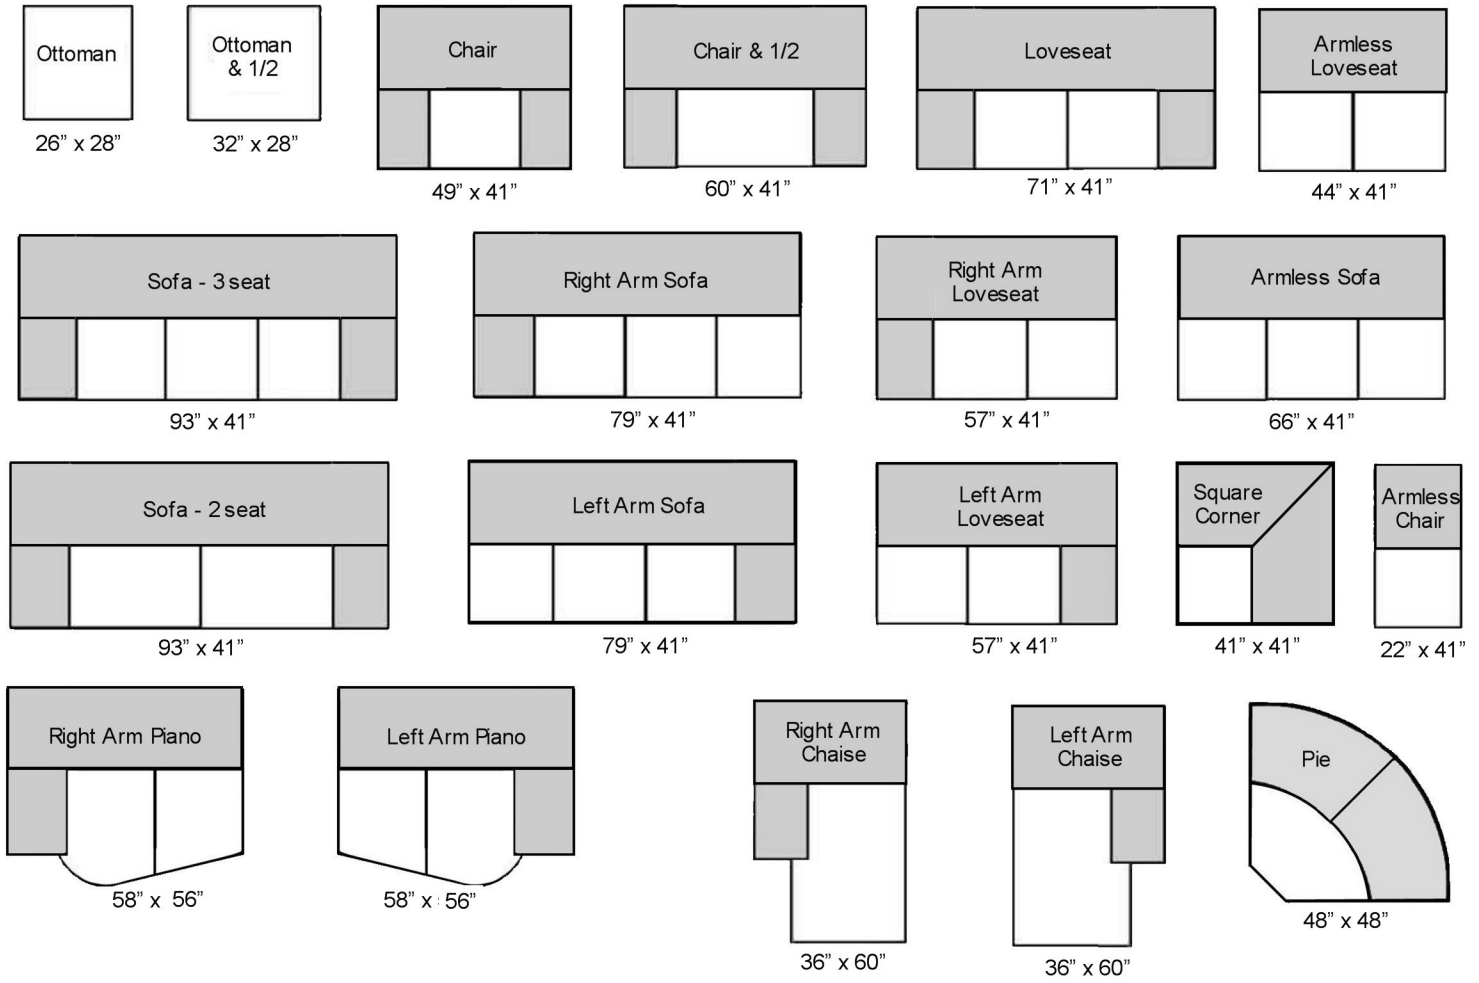 Ottoman
26” x 28”
Ottoman
& 1/2
32” x 28”
Chair
49” x 41”
Chair & 1/2
60” x 41”
Loveseat
71” x 41”
Armless
Loveseat
44” x 41”
Sofa - 3 seat
93” x 41”
Right Arm Sofa
79” x 41”
Right Arm
Loveseat
57” x 41”
Armless Sofa
66” x 41”
Sofa - 2 seat
93” x 41”
Left Arm Sofa
79” x 41”
Left Arm
Loveseat
57” x 41”
Square
Corner
41” x 41”
Armless
Chair
22” x 41”
Right Arm Piano
58” x 56”
Left Arm Piano
58” x 56”
Right Arm
Chaise
36” x 60”
Left Arm
Chaise
36” x 60”
Pie
48” x 48”